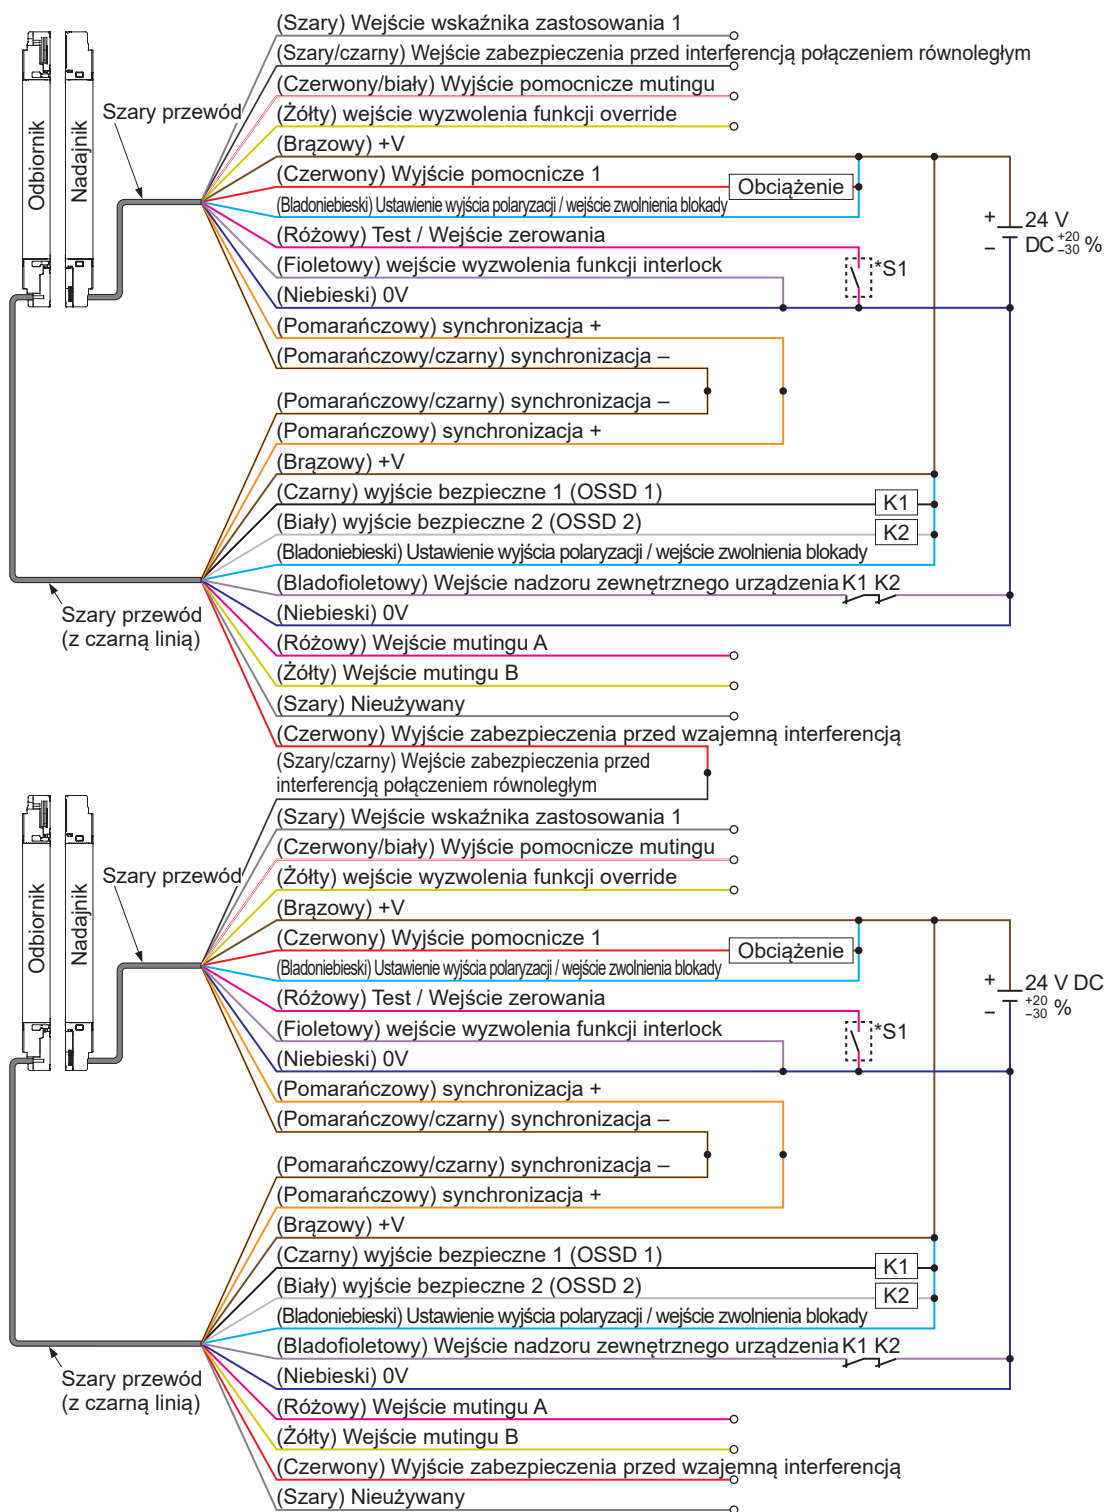 (Szary) Wejście wskaźnika zastosowania 1
(Szary/czarny) Wejście zabezpieczenia przed interferencją połączeniem równoległym
(Czerwony/biały) Wyjście pomocnicze mutingu
Szary przewód
(Żółty) wejście wyzwolenia funkcji override
(Brązowy) +V
Odbiornik
Nadajnik
(Czerwony) Wyjście pomocnicze 1
Obciążenie
(Bladoniebieski) Ustawienie wyjścia polaryzacji / wejście zwolnienia blokady
+
24 V
DC +20 –30 %
–
(Różowy) Test / Wejście zerowania
(Fioletowy) wejście wyzwolenia funkcji interlock
*S1
(Niebieski) 0V
(Pomarańczowy) synchronizacja +
(Pomarańczowy/czarny) synchronizacja –
(Pomarańczowy/czarny) synchronizacja –
(Pomarańczowy) synchronizacja +
(Brązowy) +V
(Czarny) wyjście bezpieczne 1 (OSSD 1)
K1
(Biały) wyjście bezpieczne 2 (OSSD 2)
K2
(Bladoniebieski) Ustawienie wyjścia polaryzacji / wejście zwolnienia blokady
(Bladofioletowy) Wejście nadzoru zewnętrznego urządzenia
K1 K2
Szary przewód
(z czarną linią)
(Niebieski) 0V
(Różowy) Wejście mutingu A
(Żółty) Wejście mutingu B
(Szary) Nieużywany
(Czerwony) Wyjście zabezpieczenia przed wzajemną interferencją
(Szary/czarny) Wejście zabezpieczenia przed
interferencją połączeniem równoległym
(Szary) Wejście wskaźnika zastosowania 1
(Czerwony/biały) Wyjście pomocnicze mutingu
Szary przewód
(Żółty) wejście wyzwolenia funkcji override
(Brązowy) +V
Odbiornik
Nadajnik
(Czerwony) Wyjście pomocnicze 1
Obciążenie
(Bladoniebieski) Ustawienie wyjścia polaryzacji / wejście zwolnienia blokady
+
24 V DC
+20 –30 %
–
(Różowy) Test / Wejście zerowania
(Fioletowy) wejście wyzwolenia funkcji interlock
*S1
(Niebieski) 0V
(Pomarańczowy) synchronizacja +
(Pomarańczowy/czarny) synchronizacja –
(Pomarańczowy/czarny) synchronizacja –
(Pomarańczowy) synchronizacja +
(Brązowy) +V
(Czarny) wyjście bezpieczne 1 (OSSD 1)
K1
(Biały) wyjście bezpieczne 2 (OSSD 2)
K2
(Bladoniebieski) Ustawienie wyjścia polaryzacji / wejście zwolnienia blokady
(Bladofioletowy) Wejście nadzoru zewnętrznego urządzenia
K1 K2
Szary przewód
(z czarną linią)
(Niebieski) 0V
(Różowy) Wejście mutingu A
(Żółty) Wejście mutingu B
(Czerwony) Wyjście zabezpieczenia przed wzajemną interferencją
(Szary) Nieużywany